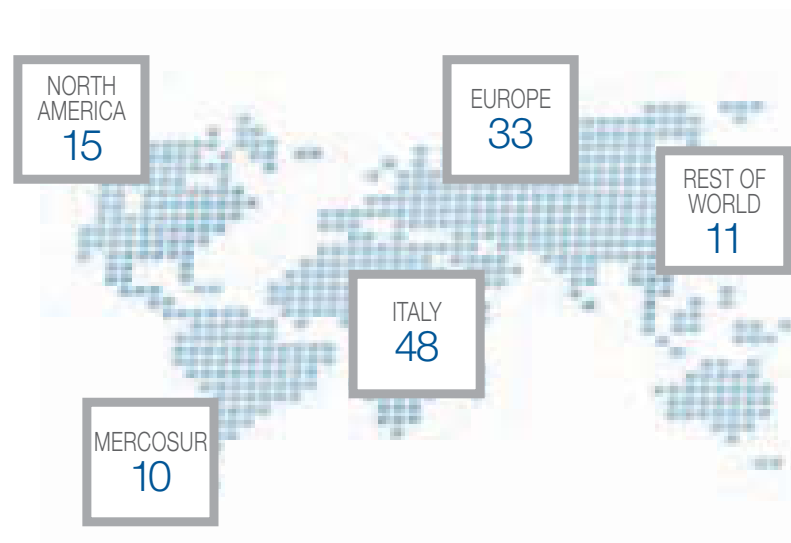 NORTH
AMERICA
15
EUROPE
33
REST OF
WORLD
11
ITALY
48
MERCOSUR
10